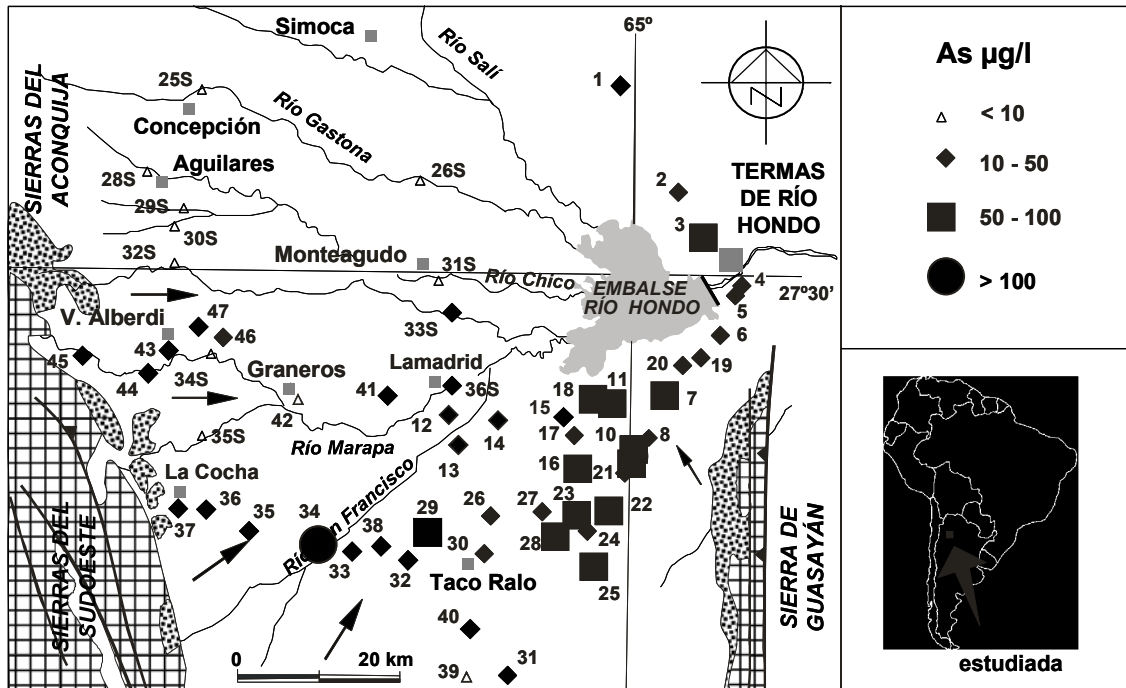 Simoca
65º
Río Salí
1
25S
Concepción
Río Gastona
SIERRAS DEL
ACONQUIJA
Aguilares
28S
26S
2
TERMAS
DE RÍO
HONDO
29S
30S
3
32S
Monteagudo
31S
Río Chico
EMBALSE
RÍO HONDO
4
27º30'
5
47
V. Alberdi
46
33S
6
45
43
44
34S
Graneros
Lamadrid
20
19
42
41
36S
18
11
7
12
15
14
17
10
8
35S
Río Marapa
13
16
21
La Cocha
37
36
35
34
Río San Francisco
29
26
27
23
22
38
33
32
30
28
24
Taco Ralo
25
SIERRAS DEL
SUDOESTE
SIERRA DE
GUASAYÁN
40
0
20 km
39
31
As µg/l
< 10
10 - 50
50 - 100
> 100
estudiada